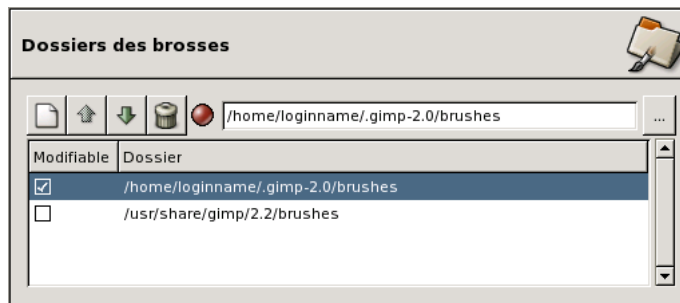 Dossiers des brosses
/home/loginname/.gimp-2.0/brushes ...
Modifiable Dossier
/home/loginname/.gimp-2.0/brushes
/usr/share/gimp/2.2/brushes